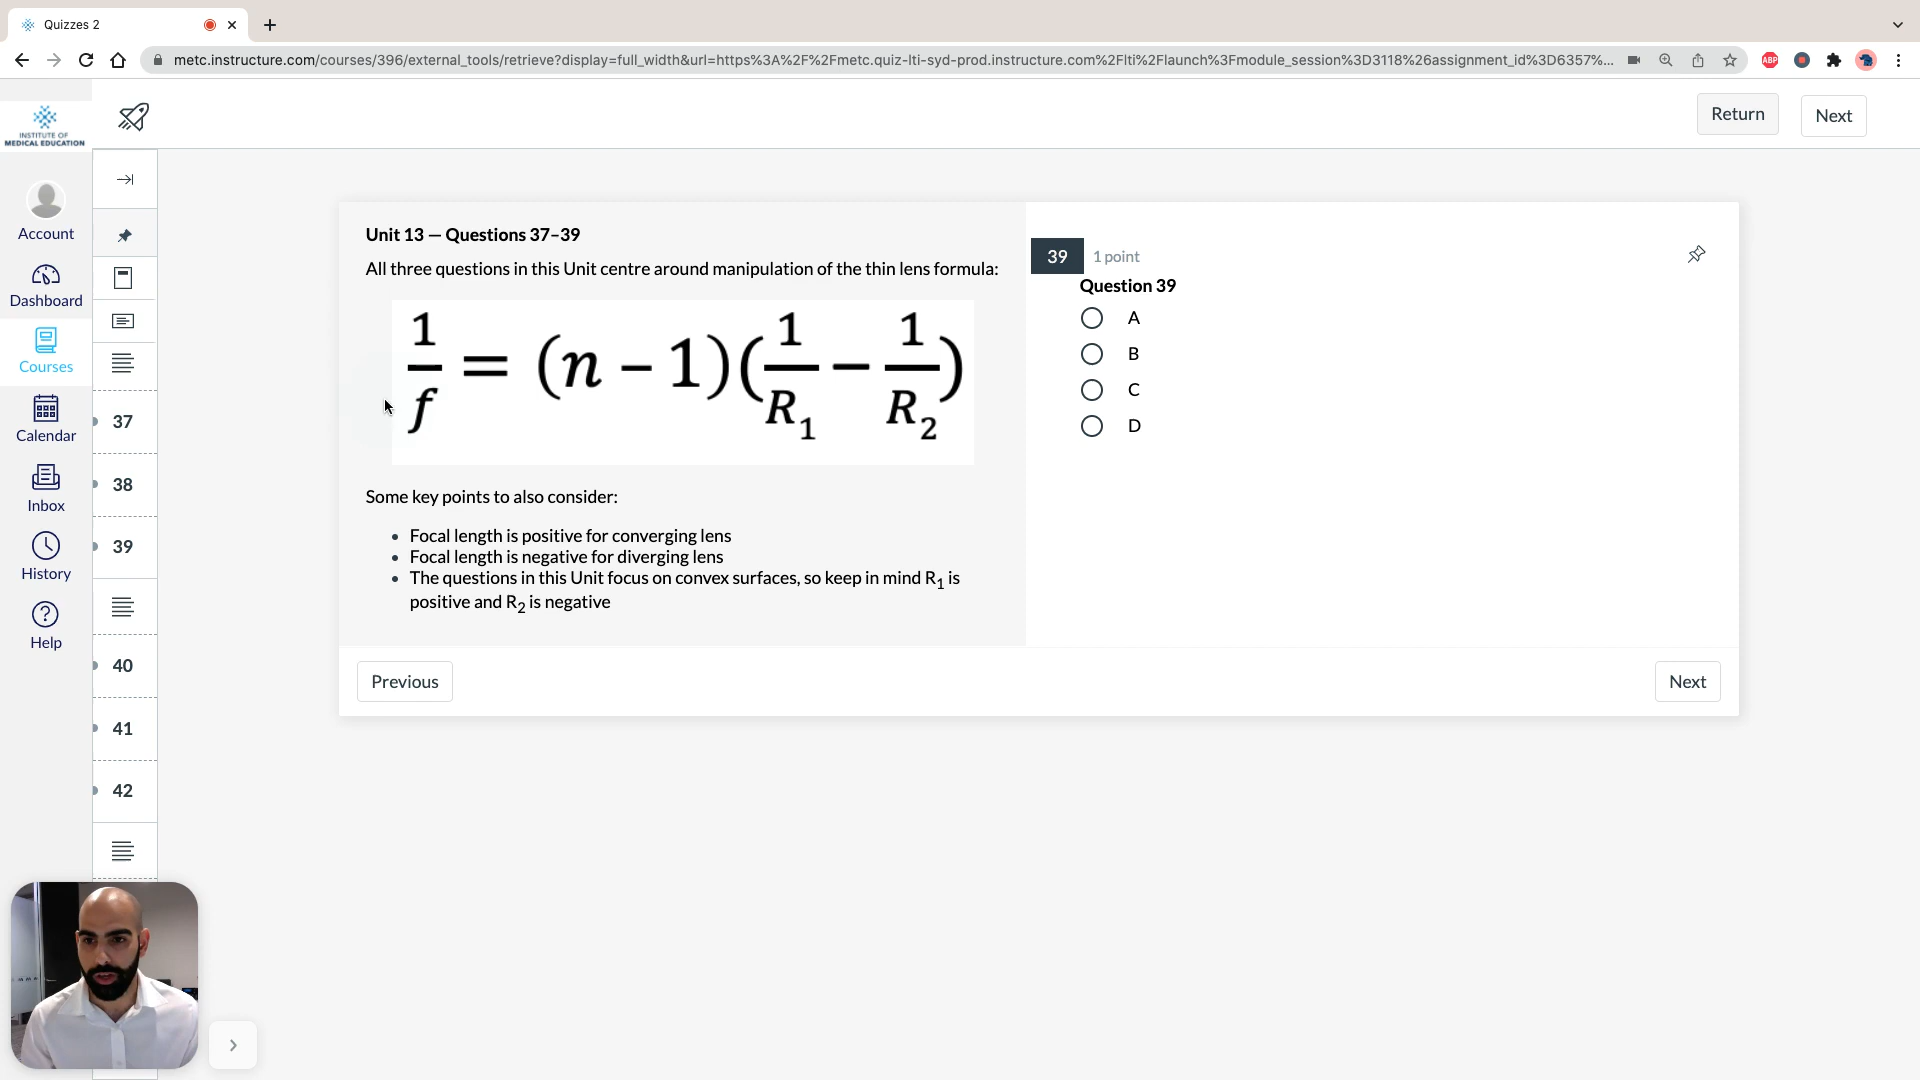 Quizzes 2
metc.instructure.com/courses/396/external_tools/retrieve?display=full_width&url=https%3A%2F%2Fmetc.quiz-lti-syd-prod.instructure.com%2Flti%2Flaunch%3Fmodule_session%3D3118%26assignment_id%3D6357%...
ABP
INSTITUTE OF
MEDICAL EDUCATION
Return
Next
Account
Dashboard
Courses
Calendar
Inbox
History
Help
37
38
39
40
41
42
Unit 13 — Questions 37–39
All three questions in this Unit centre around manipulation of the thin lens formula:
1/f = (n − 1)(1/R₁ − 1/R₂)
Some key points to also consider:
• Focal length is positive for converging lens
• Focal length is negative for diverging lens
• The questions in this Unit focus on convex surfaces, so keep in mind R₁ is
positive and R₂ is negative
39 1 point
Question 39
A
B
C
D
Previous
Next